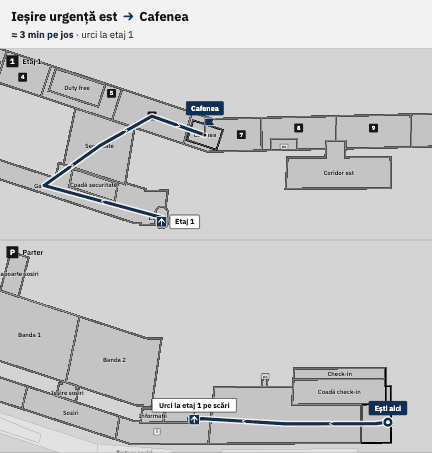 Ieșire urgență est → Cafenea
≈ 3 min pe jos · urci la etaj 1
1 Etaj 1
4
Duty free
5
Cafenea
7
8
9
Coridor est
Coadă securitate
Etaj 1
P Parter
Banda 1
Banda 2
Check-in
Coadă check-in
Ești aici
Urci la etaj 1 pe scări
Informații
Sosiri